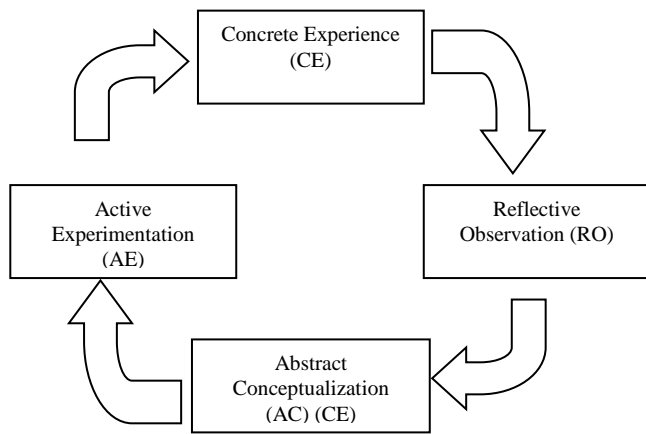 Concrete Experience
(CE)
Reflective
Observation (RO)
Abstract
Conceptualization
(AC) (CE)
Active
Experimentation
(AE)